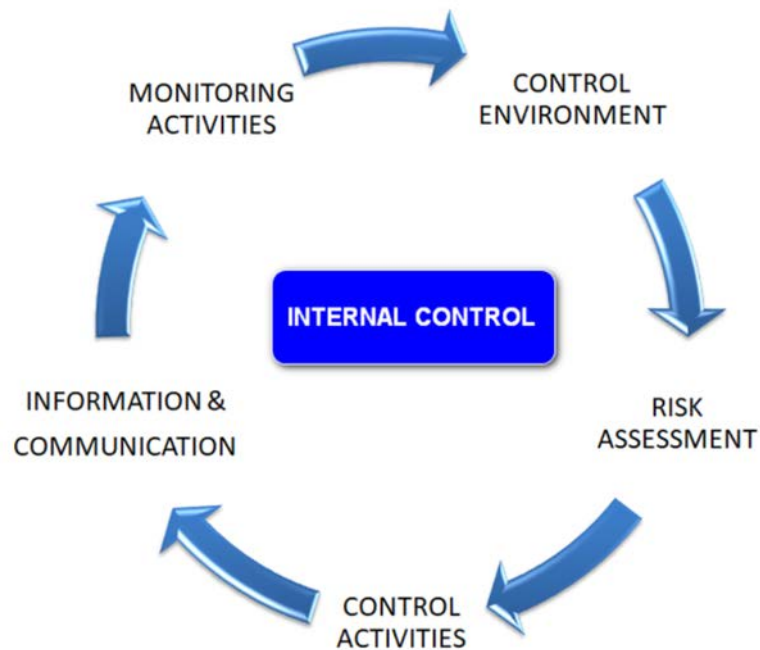 MONITORING
ACTIVITIES
CONTROL
ENVIRONMENT
INTERNAL CONTROL
INFORMATION &
COMMUNICATION
RISK
ASSESSMENT
CONTROL
ACTIVITIES